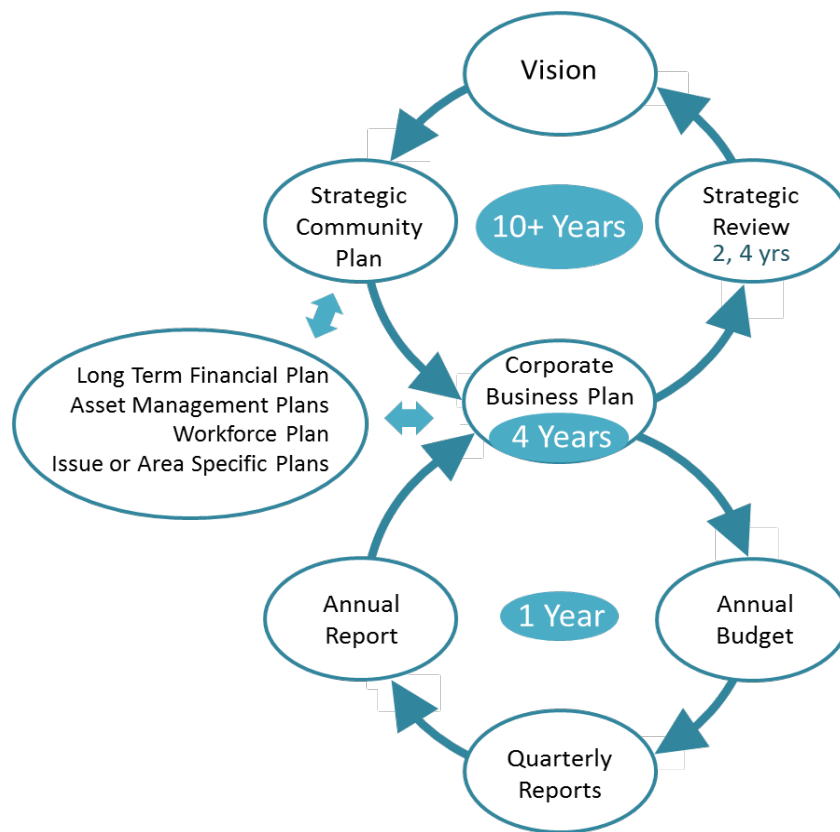 Vision
Strategic
Community
Plan
10+ Years
Strategic
Review
2, 4 yrs
Long Term Financial Plan
Asset Management Plans
Workforce Plan
Issue or Area Specific Plans
Corporate
Business Plan
4 Years
Annual
Report
1 Year
Annual
Budget
Quarterly
Reports